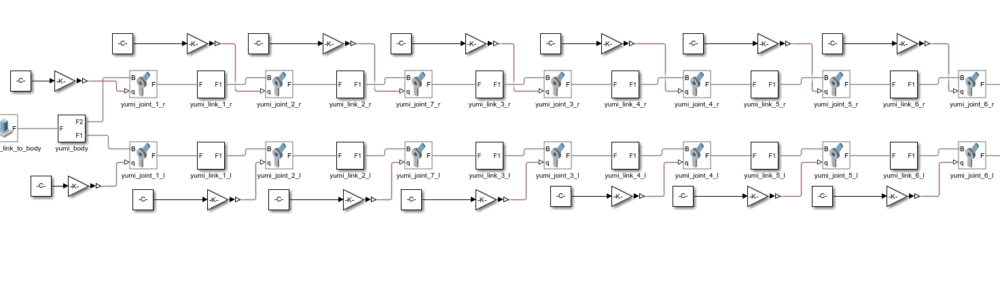 -C- -K- -C- -K- -C- -K- -C- -K- -C- -K- -C- -K-
-C- -K- B q F F F1 B q F F F1 B q F F F1 B q F F F1 B q F F F1 B q F F F1 B q F
yumi_joint_1_r yumi_link_1_r yumi_joint_2_r yumi_link_2_r yumi_joint_7_r yumi_link_3_r yumi_joint_3_r yumi_link_4_r yumi_joint_4_r yumi_link_5_r yumi_joint_5_r yumi_link_6_r yumi_joint_6_r
F F F2 F1
_link_to_body yumi_body
B q F F F1 B q F F F1 B q F F F1 B q F F F1 B q F F F1 B q F F F1 B q F
yumi_joint_1_l yumi_link_1_l yumi_joint_2_l yumi_link_2_l yumi_joint_7_l yumi_link_3_l yumi_joint_3_l yumi_link_4_l yumi_joint_4_l yumi_link_5_l yumi_joint_5_l yumi_link_6_l yumi_joint_6_l
-C- -K- -C- -K- -C- -K- -C- -K- -C- -K- -C- -K- -C- -K-